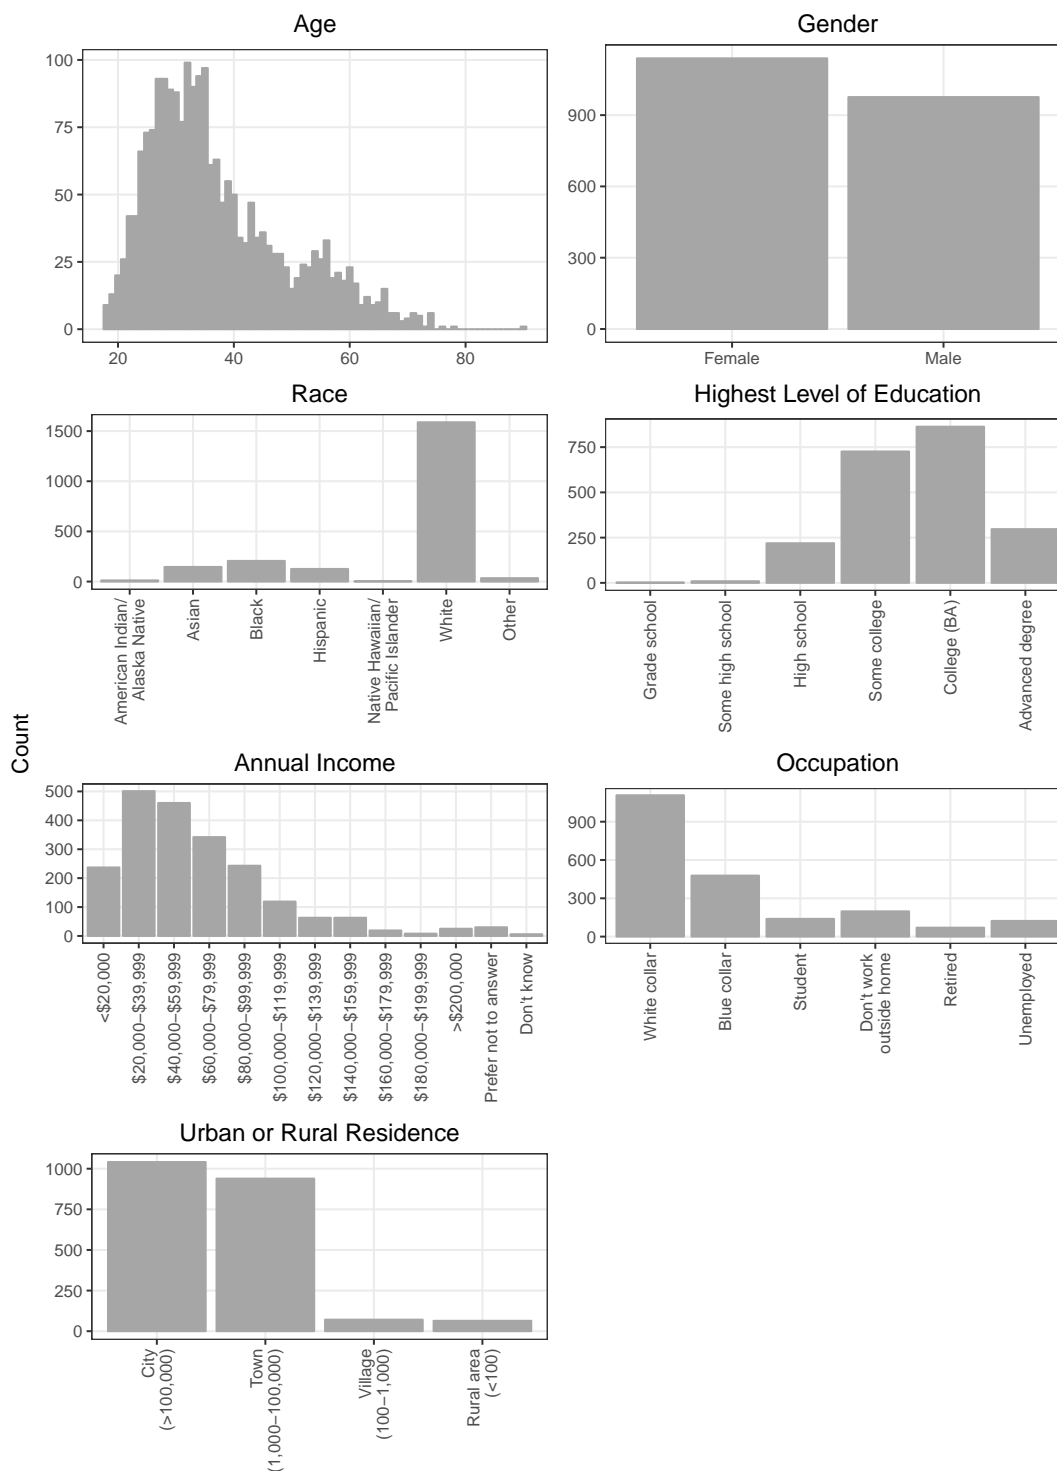 Age
100
75
50
25
0
20
40
60
80
Gender
900
600
300
0
Female
Male
Race
1500
1000
500
0
American Indian/
Alaska Native
Asian
Black
Hispanic
Native Hawaiian/
Pacific Islander
White
Other
Highest Level of Education
750
500
250
0
Grade school
Some high school
High school
Some college
College (BA)
Advanced degree
Count
Annual Income
500
400
300
200
100
0
<$20,000
$20,000−$39,999
$40,000−$59,999
$60,000−$79,999
$80,000−$99,999
$100,000−$119,999
$120,000−$139,999
$140,000−$159,999
$160,000−$179,999
$180,000−$199,999
>$200,000
Prefer not to answer
Don't know
Occupation
900
600
300
0
White collar
Blue collar
Student
Don't work
outside home
Retired
Unemployed
Urban or Rural Residence
1000
750
500
250
0
City
(>100,000)
Town
(1,000−100,000)
Village
(100−1,000)
Rural area
(<100)